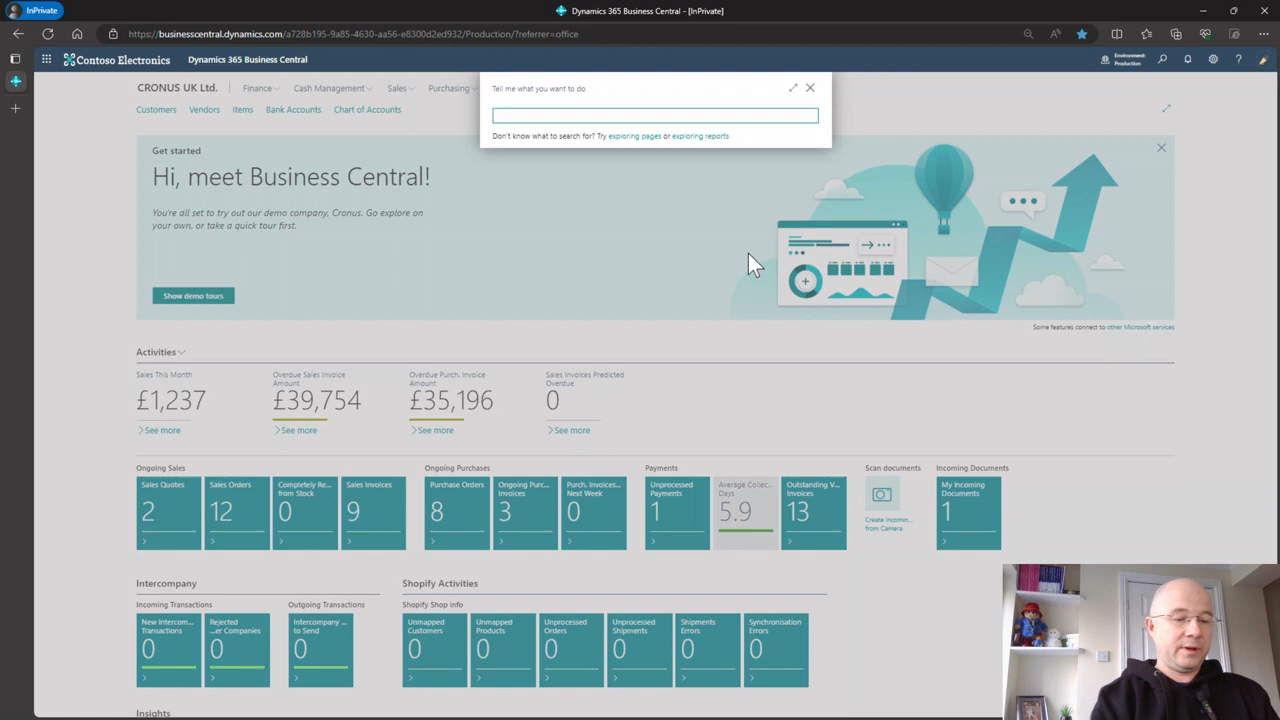 InPrivate
Dynamics 365 Business Central - [InPrivate]
https://businesscentral.dynamics.com/a728b195-9a85-4630-aa56-e8300d2ed932/Production/?referrer=office
Contoso Electronics
Dynamics 365 Business Central
Environment:
Production
CRONUS UK Ltd.
Finance
Cash Management
Sales
Purchasing
Customers
Vendors
Items
Bank Accounts
Chart of Accounts
Tell me what you want to do
Don't know what to search for? Try exploring pages or exploring reports
Get started
Hi, meet Business Central!
You're all set to try out our demo company, Cronus. Go explore on
your own, or take a quick tour first.
Show demo tours
Some features connect to other Microsoft services
Activities
Sales This Month
£1,237
See more
Overdue Sales Invoice
Amount
£39,754
See more
Overdue Purch. Invoice
Amount
£35,196
See more
Sales Invoices Predicted
Overdue
0
See more
Ongoing Sales
Sales Quotes
2
Sales Orders
12
Completely Re...
from Stock
0
Sales Invoices
9
Ongoing Purchases
Purchase Orders
8
Ongoing Purc...
Invoices
3
Purch. Invoices...
Next Week
0
Payments
Unprocessed
Payments
1
Average Collec...
Days
5.9
Outstanding V...
Invoices
13
Scan documents
Create Incomin...
from Camera
Incoming Documents
My Incoming
Documents
1
Intercompany
Incoming Transactions
New Intercom...
Transactions
0
Rejected
...er Companies
0
Outgoing Transactions
Intercompany ...
to Send
0
Shopify Activities
Shopify Shop info
Unmapped
Customers
0
Unmapped
Products
0
Unprocessed
Orders
0
Unprocessed
Shipments
0
Shipments
Errors
0
Synchronisation
Errors
0
Insights